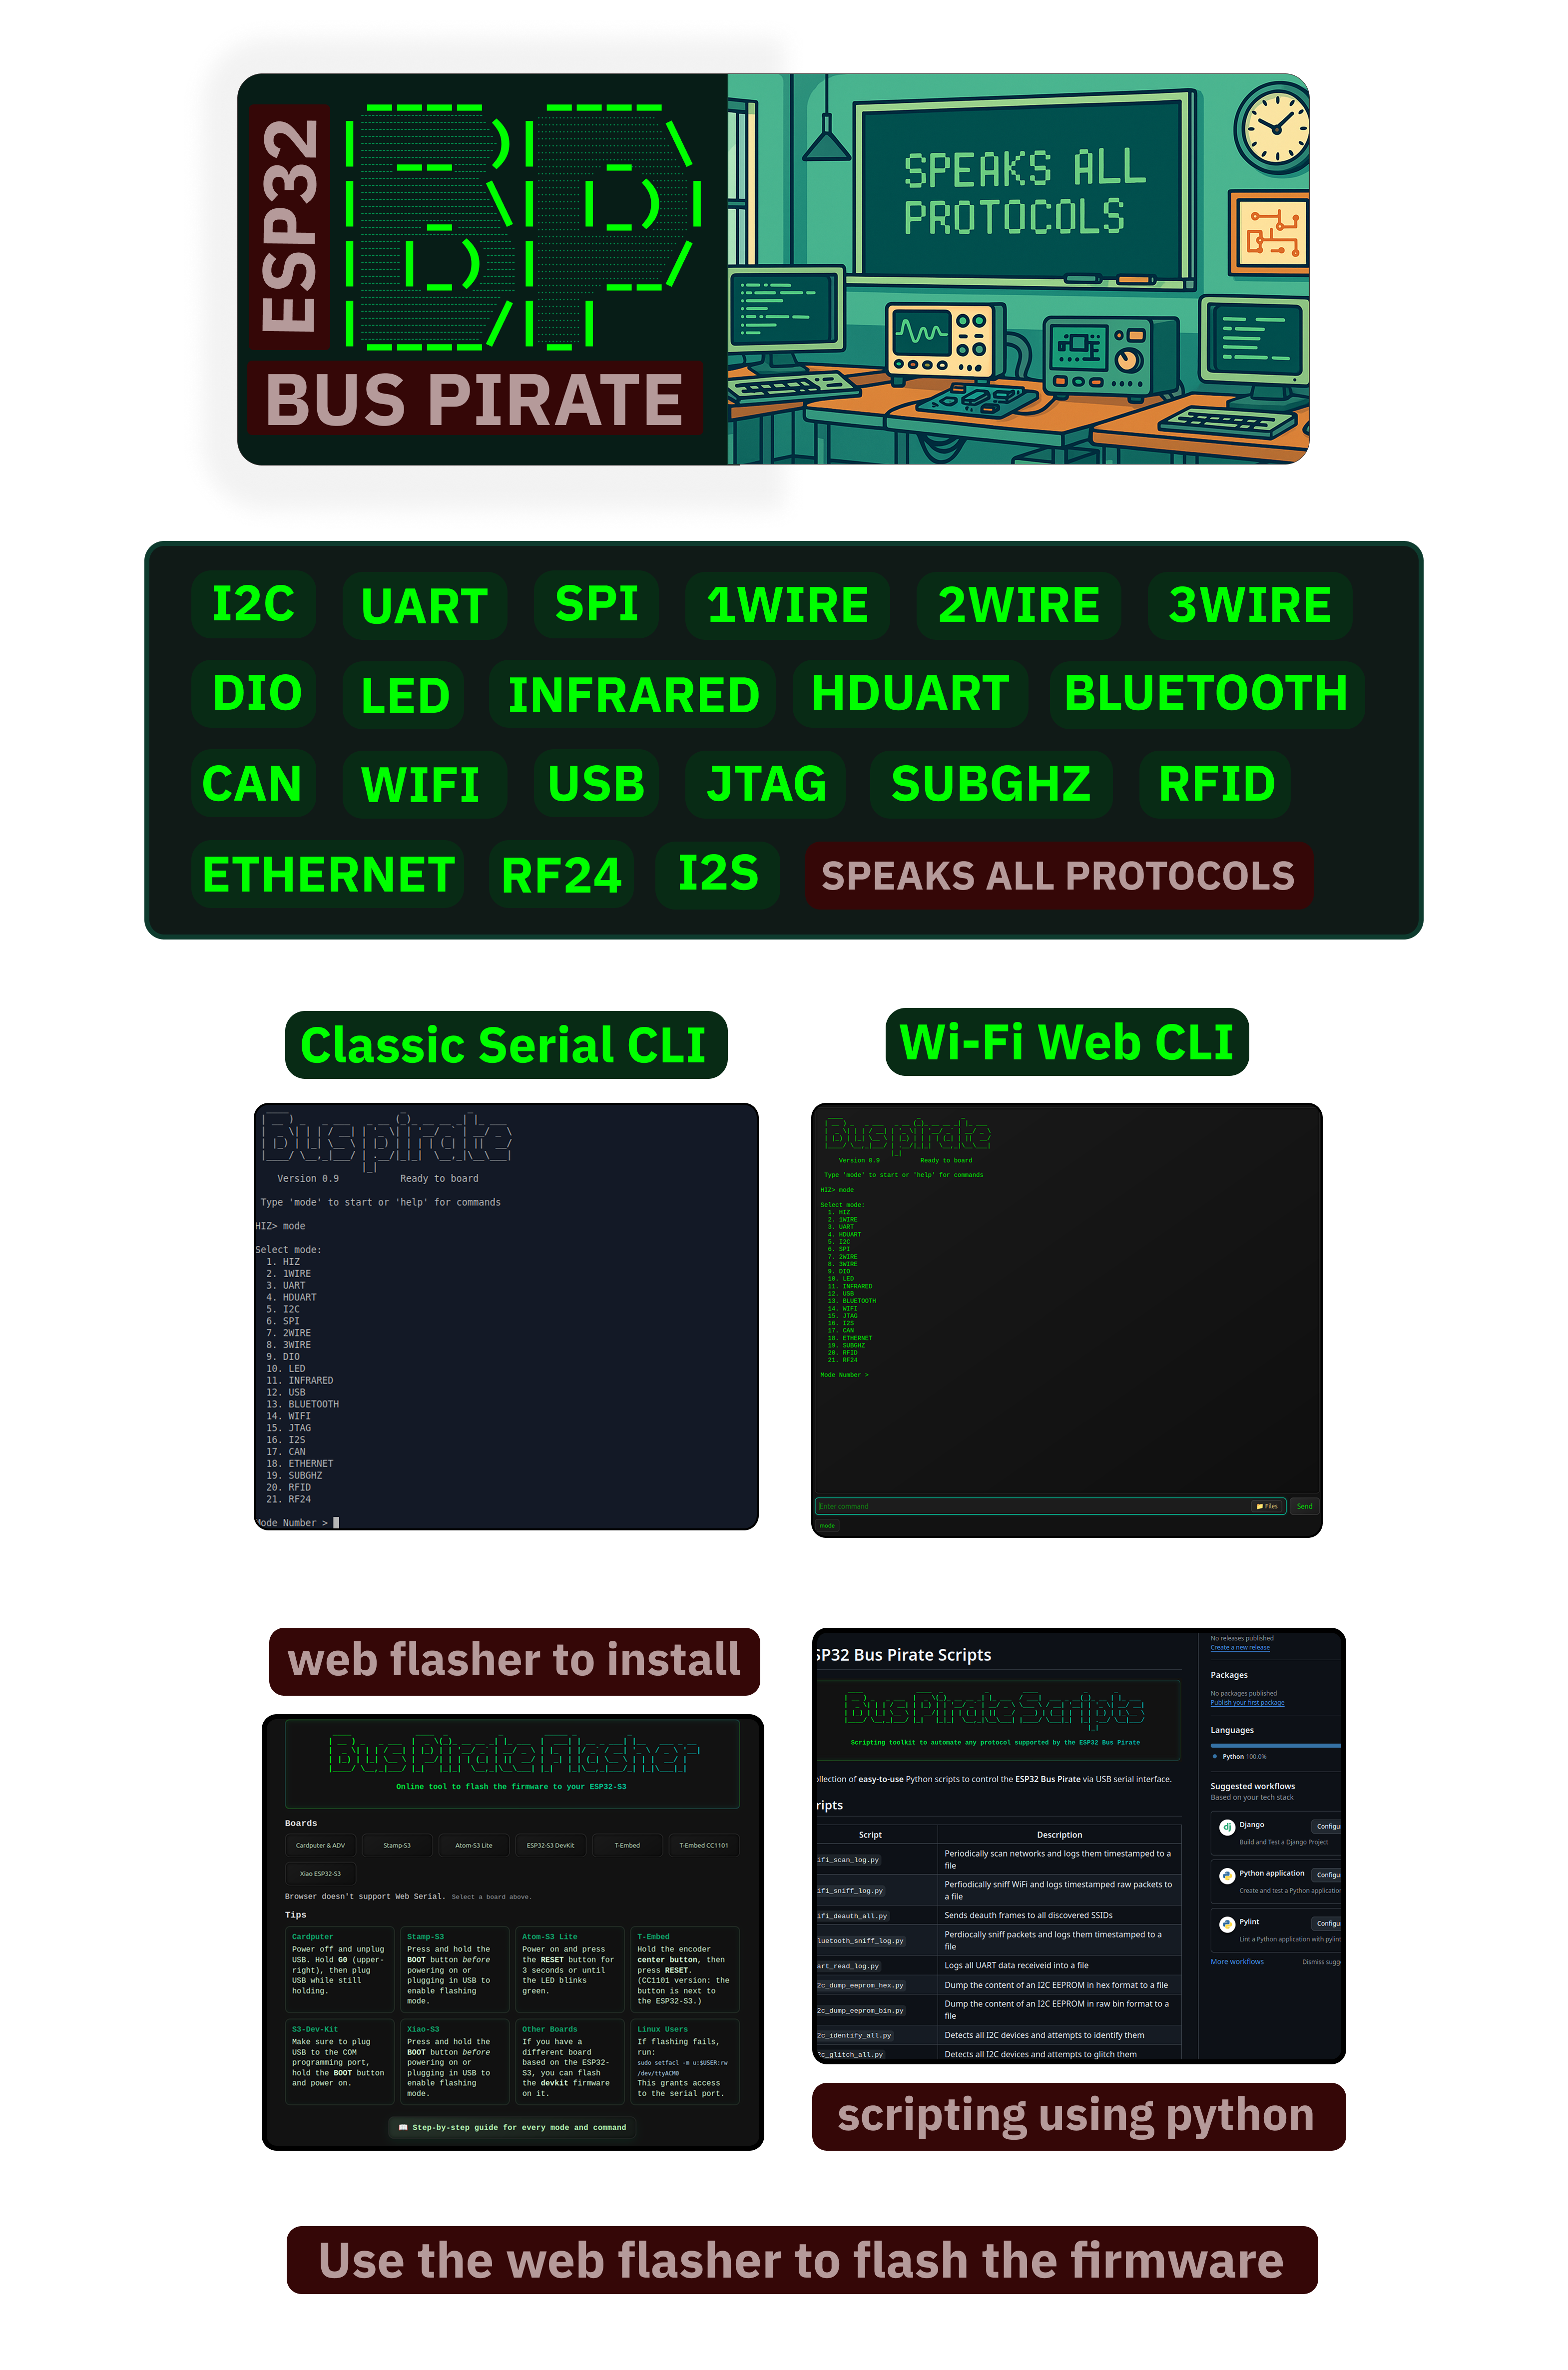 ESP32
BUS PIRATE
SPEAKS ALL
PROTOCOLS
I2C UART SPI 1WIRE 2WIRE 3WIRE
DIO LED INFRARED HDUART BLUETOOTH
CAN WIFI USB JTAG SUBGHZ RFID
ETHERNET RF24 I2S SPEAKS ALL PROTOCOLS
Classic Serial CLI
Version 0.9 Ready to board
Type 'mode' to start or 'help' for commands
HIZ> mode
Select mode:
1. HIZ
2. 1WIRE
3. UART
4. HDUART
5. I2C
6. SPI
7. 2WIRE
8. 3WIRE
9. DIO
10. LED
11. INFRARED
12. USB
13. BLUETOOTH
14. WIFI
15. JTAG
16. I2S
17. CAN
18. ETHERNET
19. SUBGHZ
20. RFID
21. RF24
Mode Number >
Wi-Fi Web CLI
Version 0.9 Ready to board
Type 'mode' to start or 'help' for commands
HIZ> mode
Select mode:
1. HIZ
2. 1WIRE
3. UART
4. HDUART
5. I2C
6. SPI
7. 2WIRE
8. 3WIRE
9. DIO
10. LED
11. INFRARED
12. USB
13. BLUETOOTH
14. WIFI
15. JTAG
16. I2S
17. CAN
18. ETHERNET
19. SUBGHZ
20. RFID
21. RF24
Mode Number >
Enter command Files Send
mode
web flasher to install
Online tool to flash the firmware to your ESP32-S3
Boards
Cardputer & ADV Stamp-S3 Atom-S3 Lite ESP32-S3 DevKit T-Embed T-Embed CC1101
Xiao ESP32-S3
Browser doesn't support Web Serial. Select a board above.
Tips
Cardputer
Power off and unplug
USB. Hold G0 (upper-
right), then plug
USB while still
holding.
Stamp-S3
Press and hold the
BOOT button before
powering on or
plugging in USB to
enable flashing
mode.
Atom-S3 Lite
Power on and press
the RESET button for
3 seconds or until
the LED blinks
green.
T-Embed
Hold the encoder
center button, then
press RESET.
(CC1101 version: the
button is next to
the ESP32-S3.)
S3-Dev-Kit
Make sure to plug
USB to the COM
programming port,
hold the BOOT button
and power on.
Xiao-S3
Press and hold the
BOOT button before
powering on or
plugging in USB to
enable flashing
mode.
Other Boards
If you have a
different board
based on the ESP32-
S3, you can flash
the devkit firmware
on it.
Linux Users
If flashing fails,
run:
sudo setfacl -m u:$USER:rw
/dev/ttyACM0
This grants access
to the serial port.
Step-by-step guide for every mode and command
SP32 Bus Pirate Scripts
Scripting toolkit to automate any protocol supported by the ESP32 Bus Pirate
ollection of easy-to-use Python scripts to control the ESP32 Bus Pirate via USB serial interface.
ripts
Script Description
ifi_scan_log.py Periodically scan networks and logs them timestamped to a
file
ifi_sniff_log.py Perfiodically sniff WiFi and logs timestamped raw packets to
a file
ifi_deauth_all.py Sends deauth frames to all discovered SSIDs
luetooth_sniff_log.py Perdiocally sniff packets and logs them timestamped to a
file
art_read_log.py Logs all UART data receiveid into a file
2c_dump_eeprom_hex.py Dump the content of an I2C EEPROM in hex format to a file
2c_dump_eeprom_bin.py Dump the content of an I2C EEPROM in raw bin format to a
file
2c_identify_all.py Detects all I2C devices and attempts to identify them
2c_glitch_all.py Detects all I2C devices and attempts to glitch them
No releases published
Create a new release
Packages
No packages published
Publish your first package
Languages
Python 100.0%
Suggested workflows
Based on your tech stack
dj Django Configu
Build and Test a Django Project
Python application Configu
Create and test a Python application
Pylint Configu
Lint a Python application with pylint
More workflows Dismiss sugge
scripting using python
Use the web flasher to flash the firmware